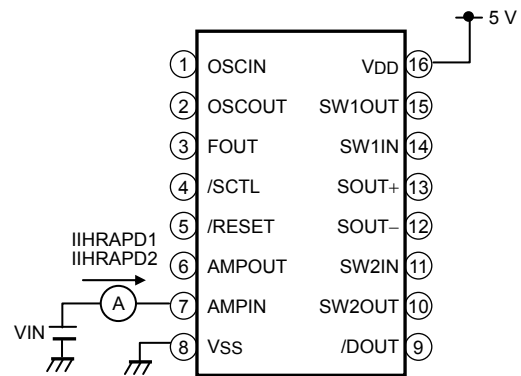 5 V
1 OSCIN VDD 16
2 OSCOUT SW1OUT 15
3 FOUT SW1IN 14
4 /SCTL SOUT+ 13
5 /RESET SOUT− 12
IIHRAPD1
IIHRAPD2
6 AMPOUT SW2IN 11
A 7 AMPIN SW2OUT 10
VIN
8 VSS /DOUT 9